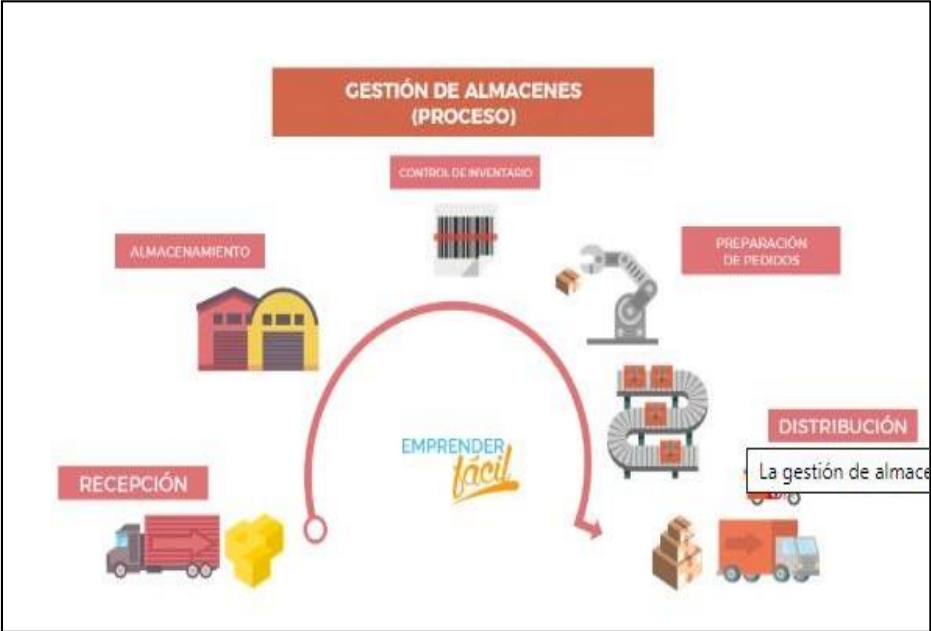 GESTIÓN DE ALMACENES
(PROCESO)
CONTROL DE INVENTARIO
ALMACENAMIENTO
PREPARACIÓN
DE PEDIDOS
DISTRIBUCIÓN
La gestión de almace
EMPRENDER
fácil
RECEPCIÓN